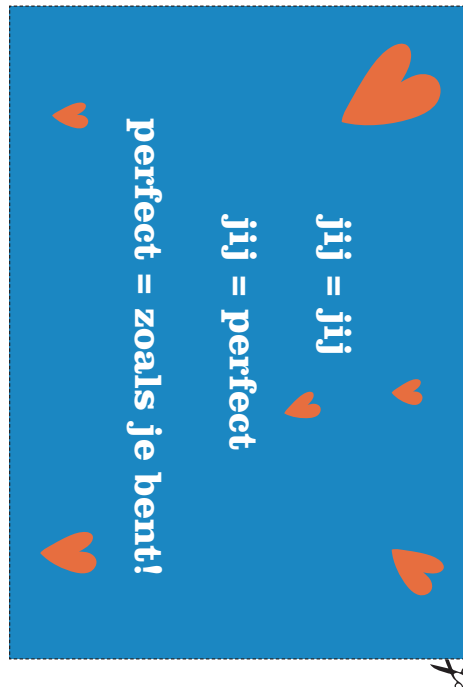 jij = jij
jij = perfect
perfect = zoals je bent!